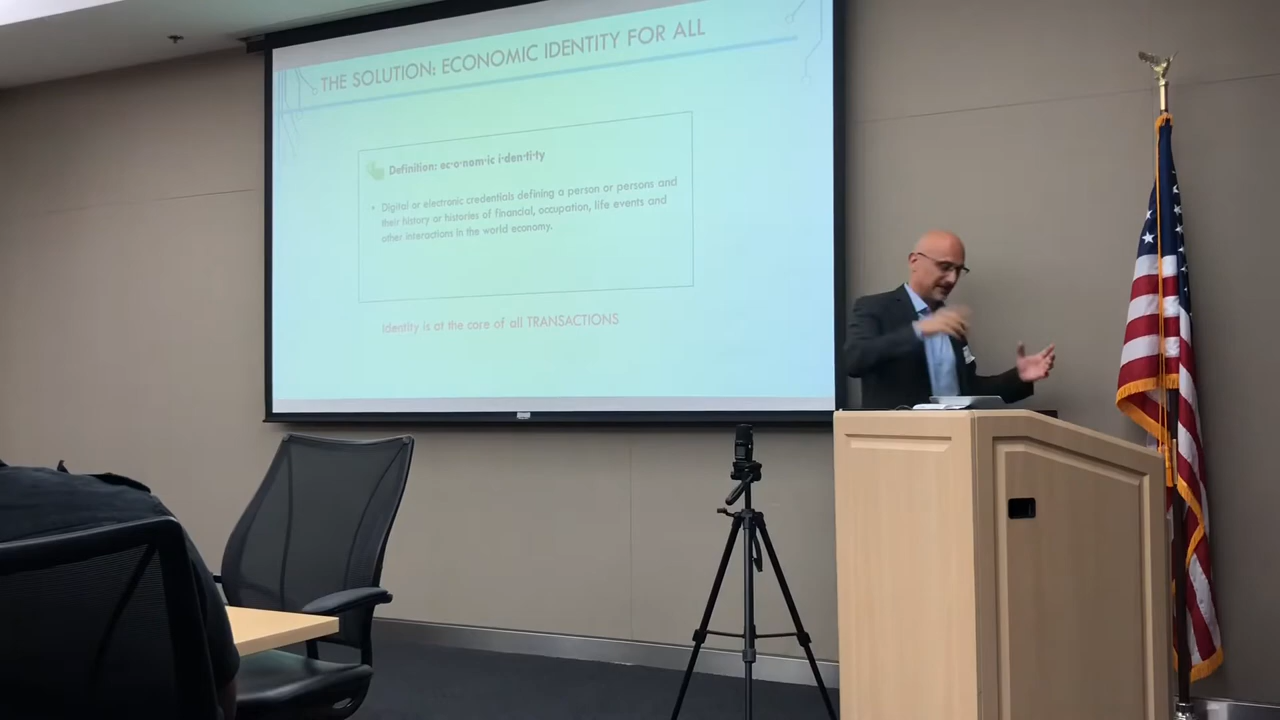 THE SOLUTION: ECONOMIC IDENTITY FOR ALL
Definition: ec·o·nom·ic i·den·ti·ty
• Digital or electronic credentials defining a person or persons and
their history or histories of financial, occupation, life events and
other interactions in the world economy.
Identity is at the core of all TRANSACTIONS